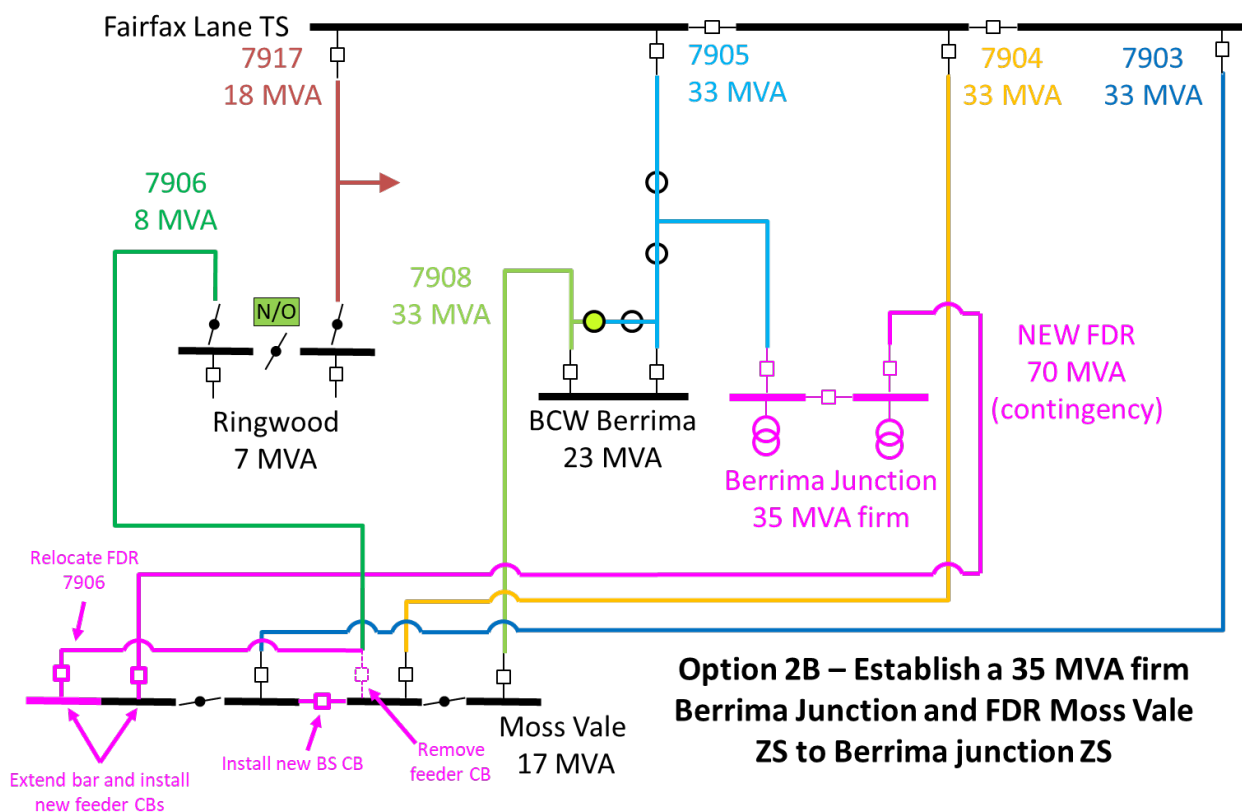 Fairfax Lane TS
7917
18 MVA
7905
33 MVA
7904
33 MVA
7903
33 MVA
7906
8 MVA
7908
33 MVA
N/O
NEW FDR
70 MVA
(contingency)
Ringwood
7 MVA
BCW Berrima
23 MVA
Berrima Junction
35 MVA firm
Relocate FDR
7906
Extend bar and install
new feeder CBs
Install new BS CB
Remove
feeder CB
Moss Vale
17 MVA
Option 2B – Establish a 35 MVA firm
Berrima Junction and FDR Moss Vale
ZS to Berrima junction ZS